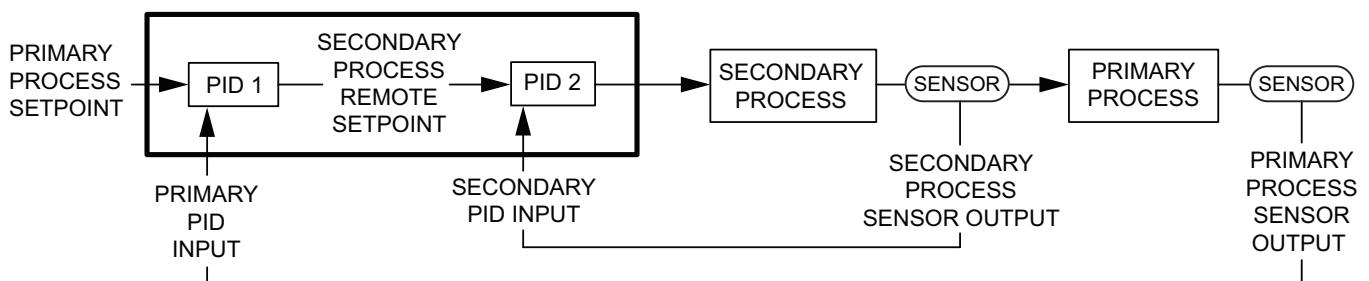 PRIMARY
PROCESS
SETPOINT
PID 1
SECONDARY
PROCESS
REMOTE
SETPOINT
PID 2
SECONDARY
PROCESS
SENSOR
PRIMARY
PROCESS
SENSOR
PRIMARY
PID
INPUT
SECONDARY
PID INPUT
SECONDARY
PROCESS
SENSOR OUTPUT
PRIMARY
PROCESS
SENSOR
OUTPUT